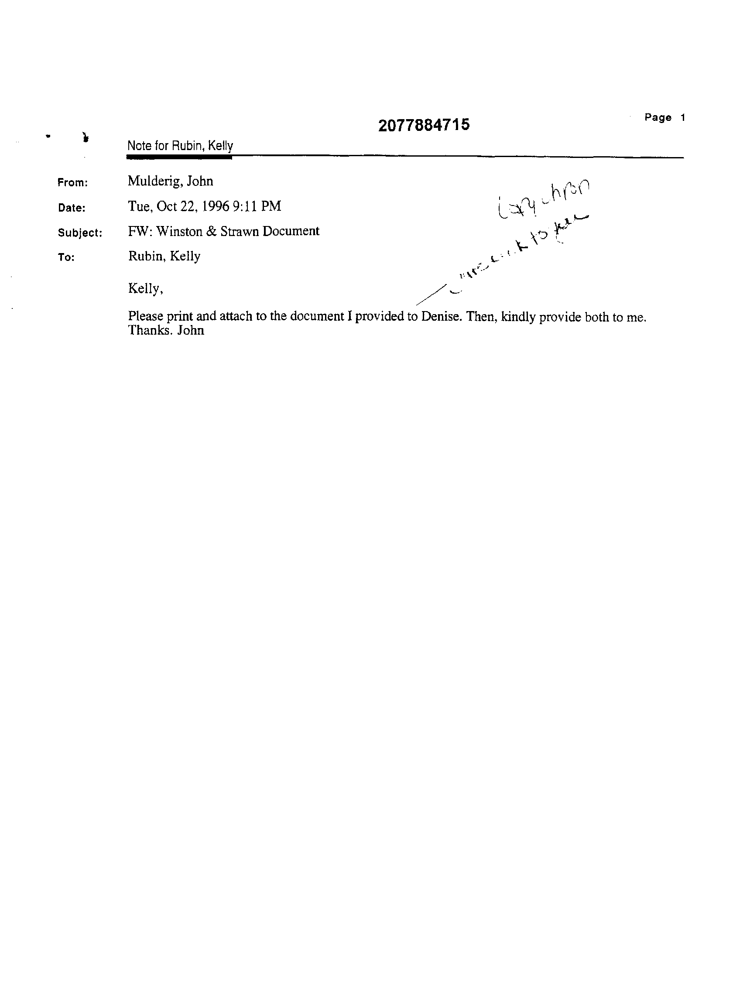 2077884715
Page 1
Note for Rubin, Kelly
From: Mulderig, John
Date: Tue, Oct 22, 1996 9:11 PM
Subject: FW: Winston & Strawn Document
To: Rubin, Kelly
Kelly,
Please print and attach to the document I provided to Denise. Then, kindly provide both to me.
Thanks. John